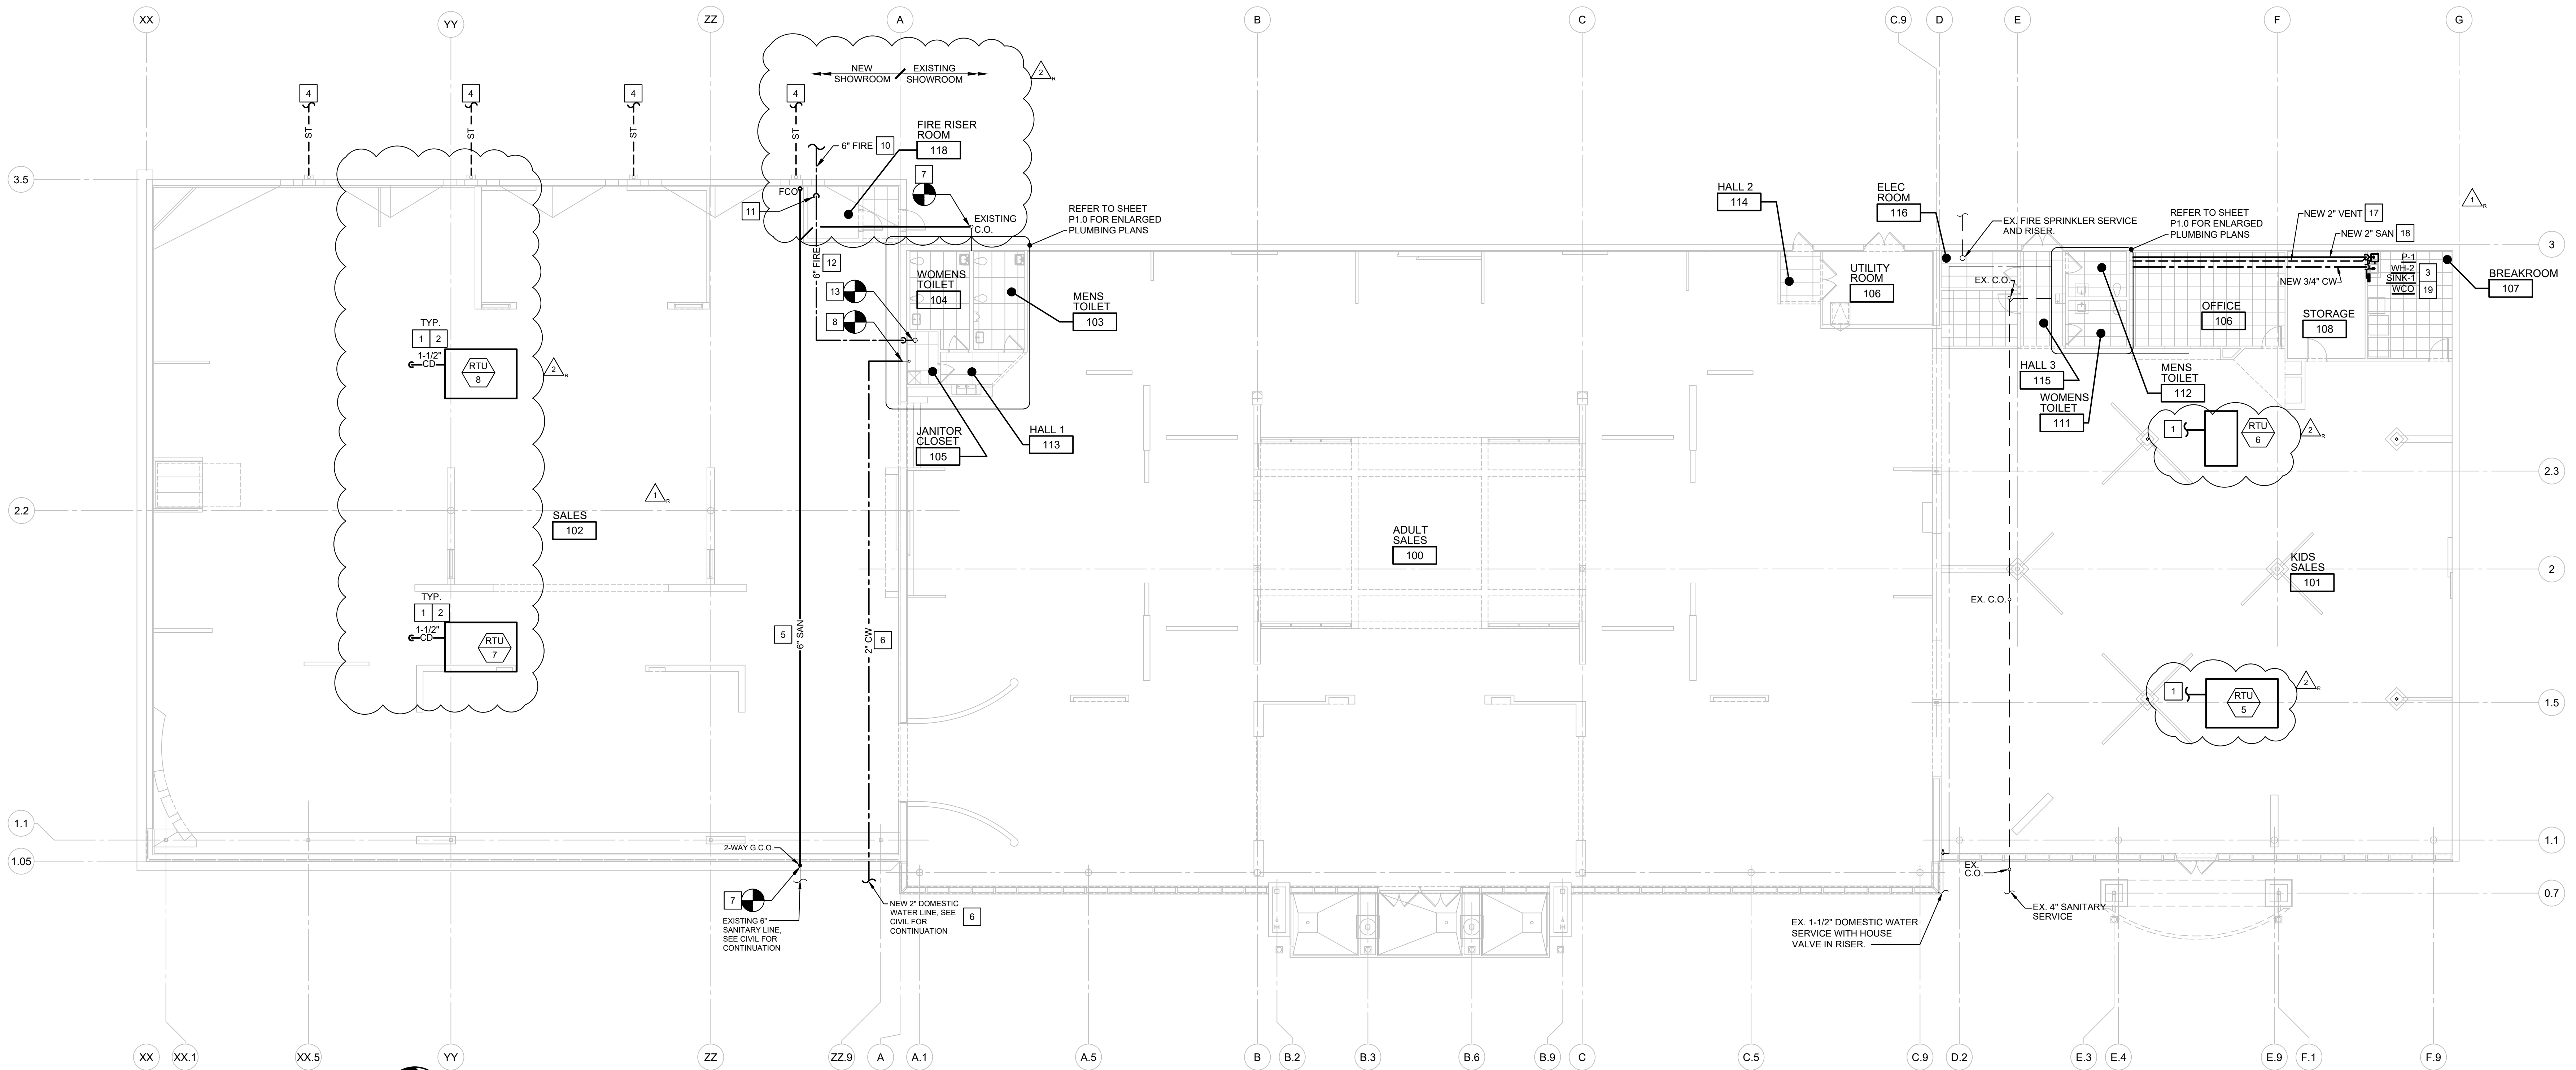 XX
YY
ZZ
A
B
C
C.9
D
E
F
G
NEW
SHOWROOM
EXISTING
SHOWROOM
2
R
4
4
4
4
ST
ST
ST
ST
FIRE RISER
ROOM
118
6" FIRE
10
7
3.5
FCO
11
EXISTING
C.O.
REFER TO SHEET
P1.0 FOR ENLARGED
PLUMBING PLANS
HALL 2
114
ELEC
ROOM
116
EX. FIRE SPRINKLER SERVICE
AND RISER.
REFER TO SHEET
P1.0 FOR ENLARGED
PLUMBING PLANS
NEW 2" VENT
17
NEW 2" SAN
18
1
R
3
6" FIRE
12
13
8
WOMENS
TOILET
104
MENS
TOILET
103
UTILITY
ROOM
106
EX. C.O.
NEW 3/4" CW
P-1
WH-2
SINK-1
WCO
3
19
BREAKROOM
107
OFFICE
106
STORAGE
108
TYP.
1
2
1-1/2"
CD
RTU
8
2
R
HALL 3
115
MENS
TOILET
112
WOMENS
TOILET
111
JANITOR
CLOSET
105
HALL 1
113
1
RTU
6
2
R
2.3
2.2
1
R
SALES
102
ADULT
SALES
100
KIDS
SALES
101
2
EX. C.O.
TYP.
1
2
1-1/2"
CD
RTU
7
5
6" SAN
2" CW
6
1
RTU
5
2
R
1.5
1.1
1.05
2-WAY G.C.O.
7
EXISTING 6"
SANITARY LINE,
SEE CIVIL FOR
CONTINUATION
NEW 2" DOMESTIC
WATER LINE, SEE
CIVIL FOR
CONTINUATION
6
EX. 1-1/2" DOMESTIC WATER
SERVICE WITH HOUSE
VALVE IN RISER.
EX.
C.O.
EX. 4" SANITARY
SERVICE
1.1
0.7
XX
XX.1
XX.5
YY
ZZ
ZZ.9
A
A.1
A.5
B
B.2
B.3
B.6
B.9
C
C.5
C.9
D.2
E.3
E.4
E.9
F.1
F.9